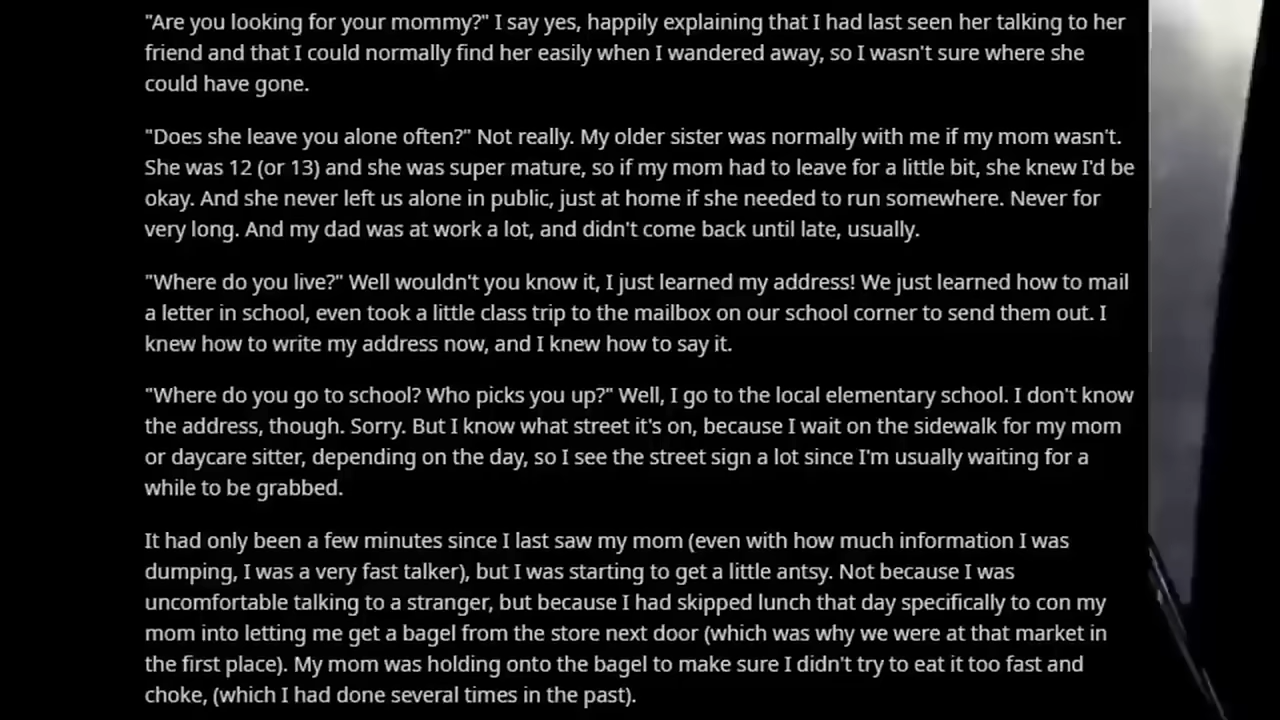 "Are you looking for your mommy?" I say yes, happily explaining that I had last seen her talking to her
friend and that I could normally find her easily when I wandered away, so I wasn't sure where she
could have gone.
"Does she leave you alone often?" Not really. My older sister was normally with me if my mom wasn't.
She was 12 (or 13) and she was super mature, so if my mom had to leave for a little bit, she knew I'd be
okay. And she never left us alone in public, just at home if she needed to run somewhere. Never for
very long. And my dad was at work a lot, and didn't come back until late, usually.
"Where do you live?" Well wouldn't you know it, I just learned my address! We just learned how to mail
a letter in school, even took a little class trip to the mailbox on our school corner to send them out. I
knew how to write my address now, and I knew how to say it.
"Where do you go to school? Who picks you up?" Well, I go to the local elementary school. I don't know
the address, though. Sorry. But I know what street it's on, because I wait on the sidewalk for my mom
or daycare sitter, depending on the day, so I see the street sign a lot since I'm usually waiting for a
while to be grabbed.
It had only been a few minutes since I last saw my mom (even with how much information I was
dumping, I was a very fast talker), but I was starting to get a little antsy. Not because I was
uncomfortable talking to a stranger, but because I had skipped lunch that day specifically to con my
mom into letting me get a bagel from the store next door (which was why we were at that market in
the first place). My mom was holding onto the bagel to make sure I didn't try to eat it too fast and
choke, (which I had done several times in the past).